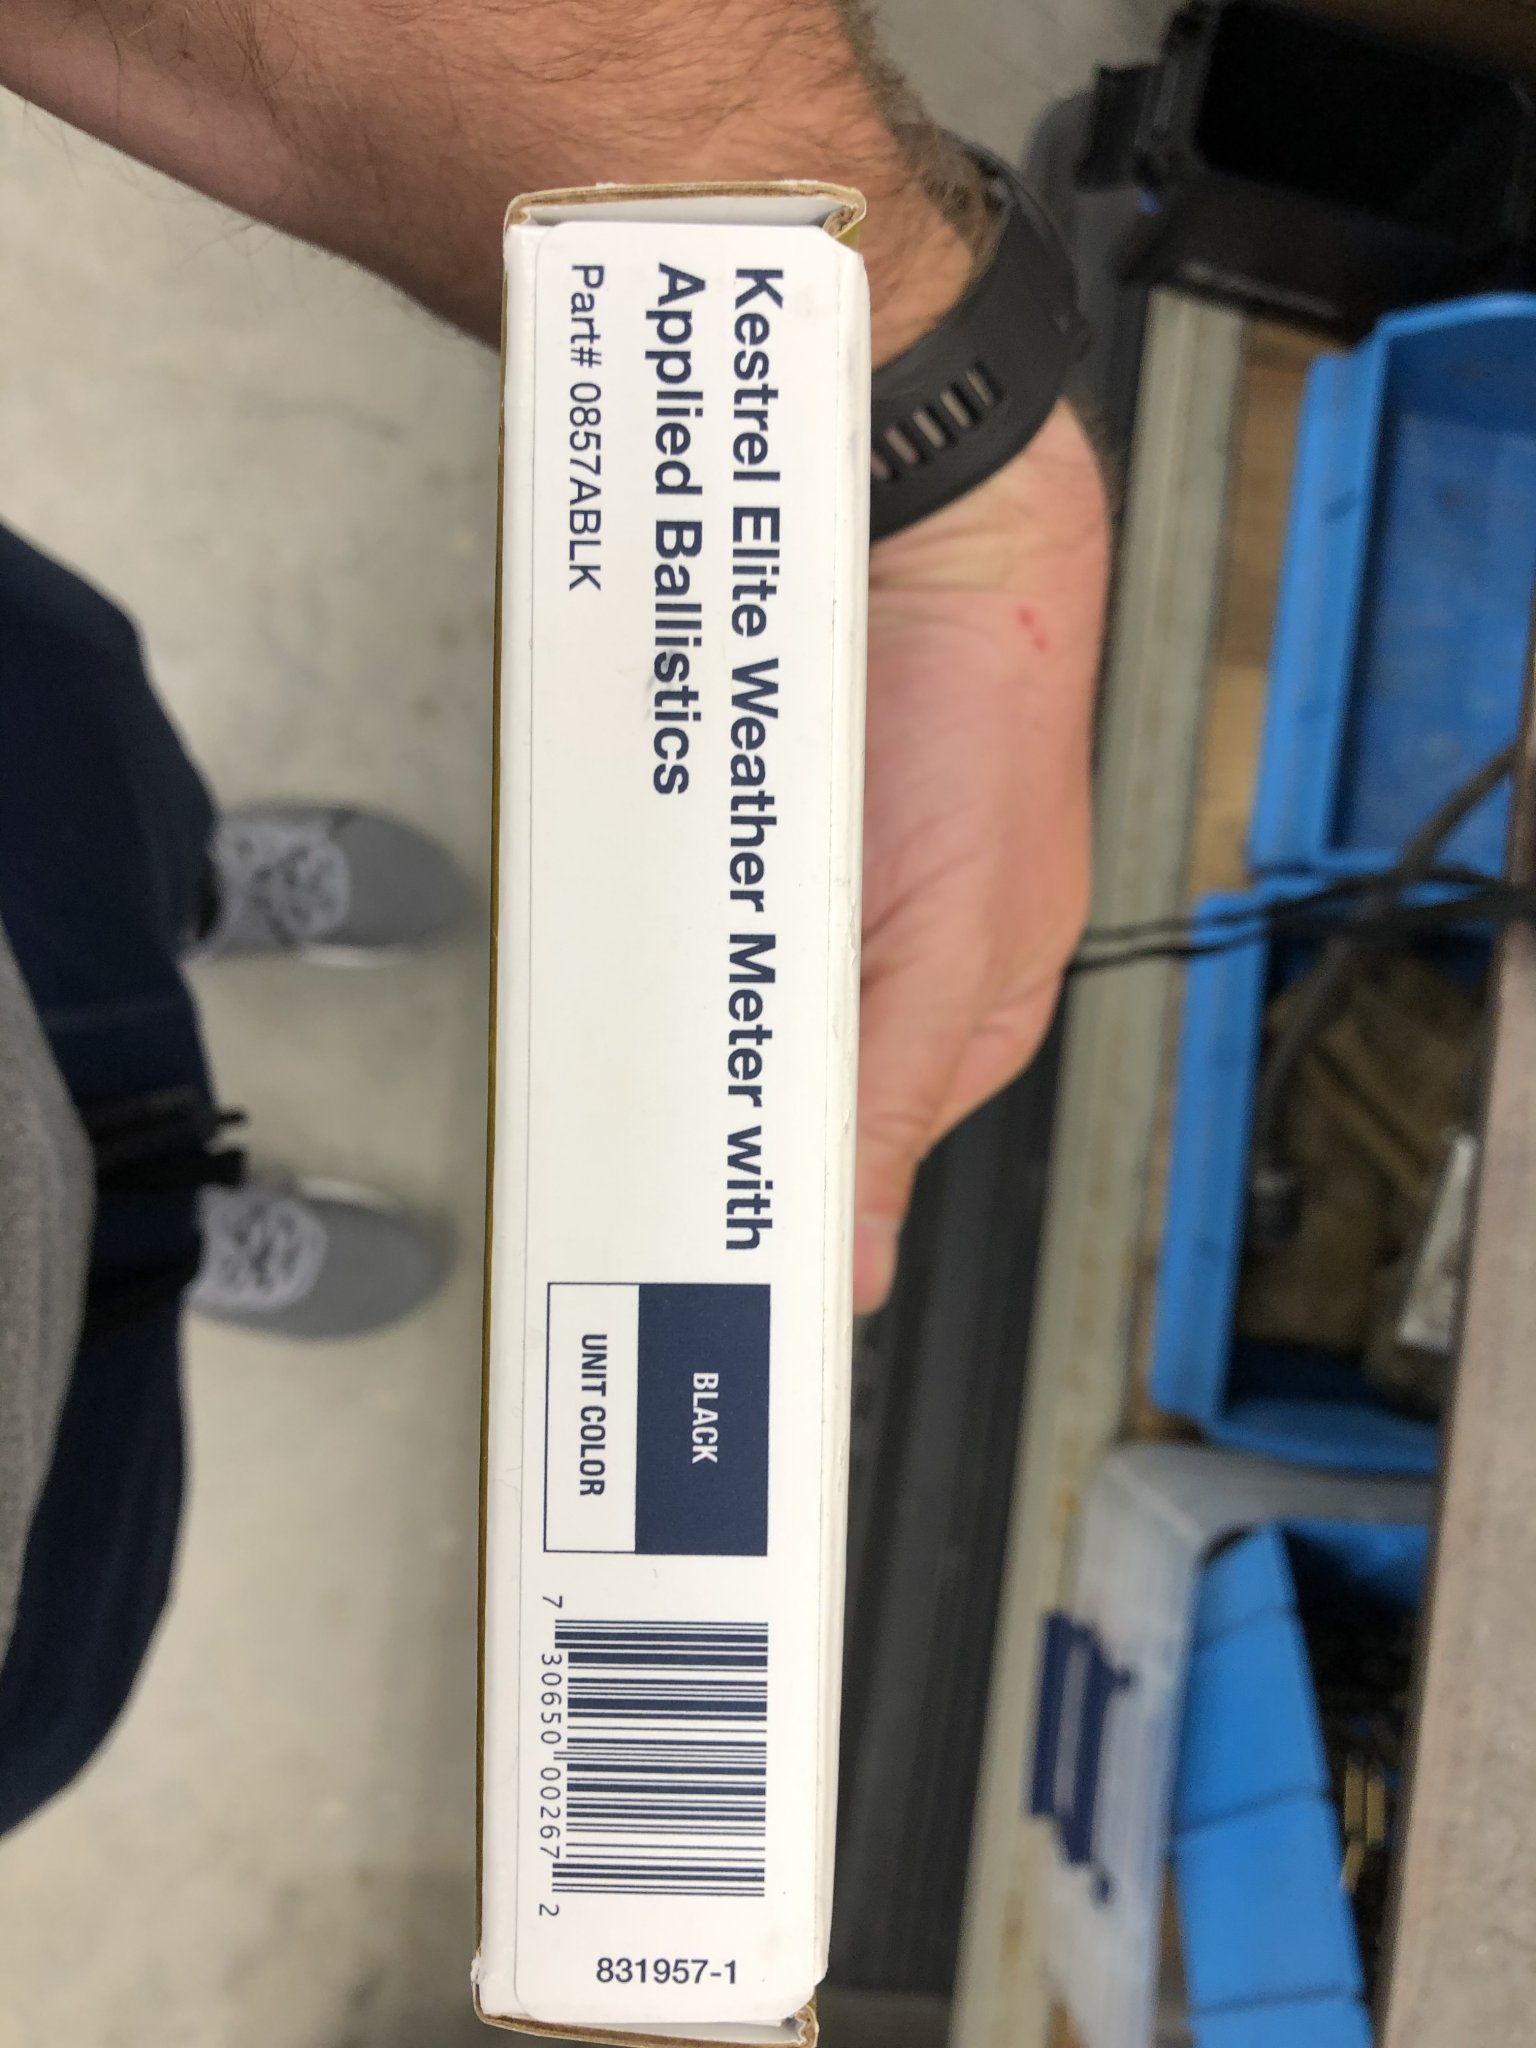 Kestrel Elite Weather Meter with
Applied Ballistics
Part# 0857ABLK
BLACK
UNIT COLOR
7 30650 00267 2
831957-1